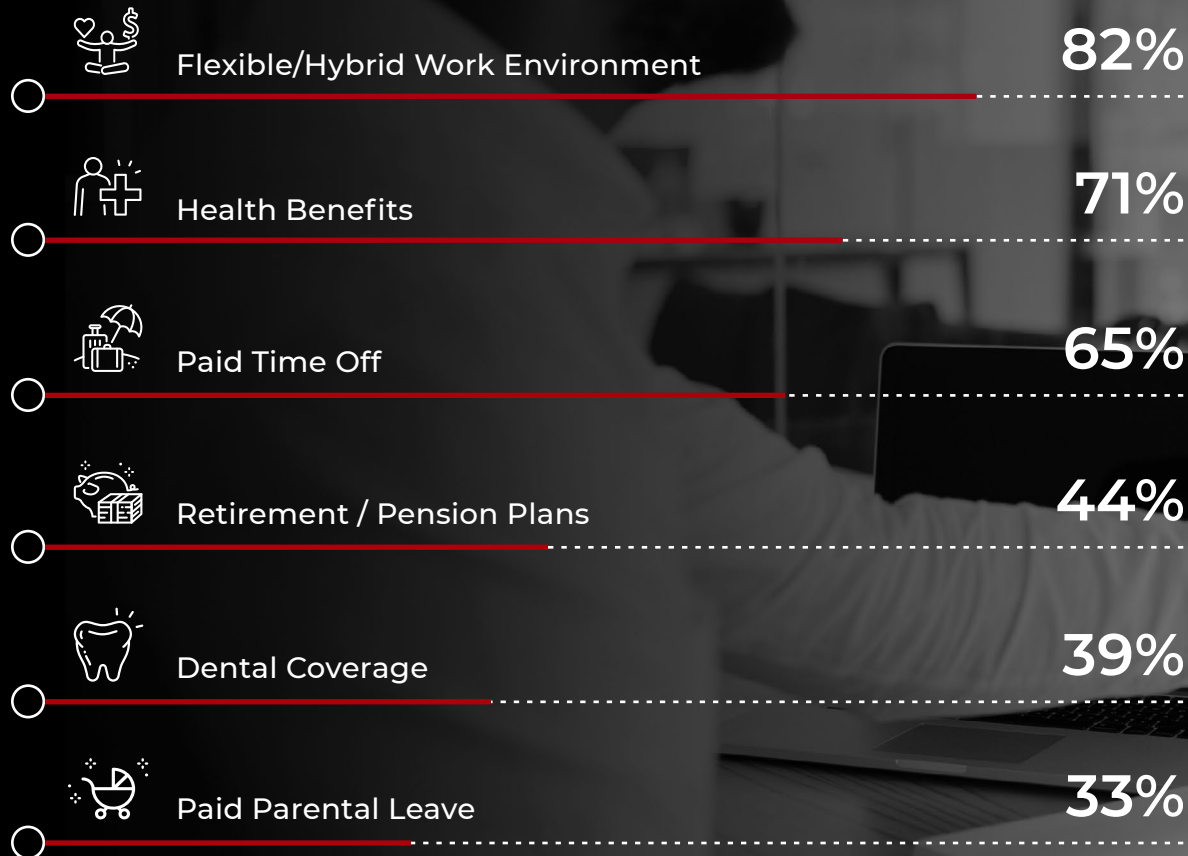 Flexible/Hybrid Work Environment 82%
Health Benefits 71%
Paid Time Off 65%
Retirement / Pension Plans 44%
Dental Coverage 39%
Paid Parental Leave 33%